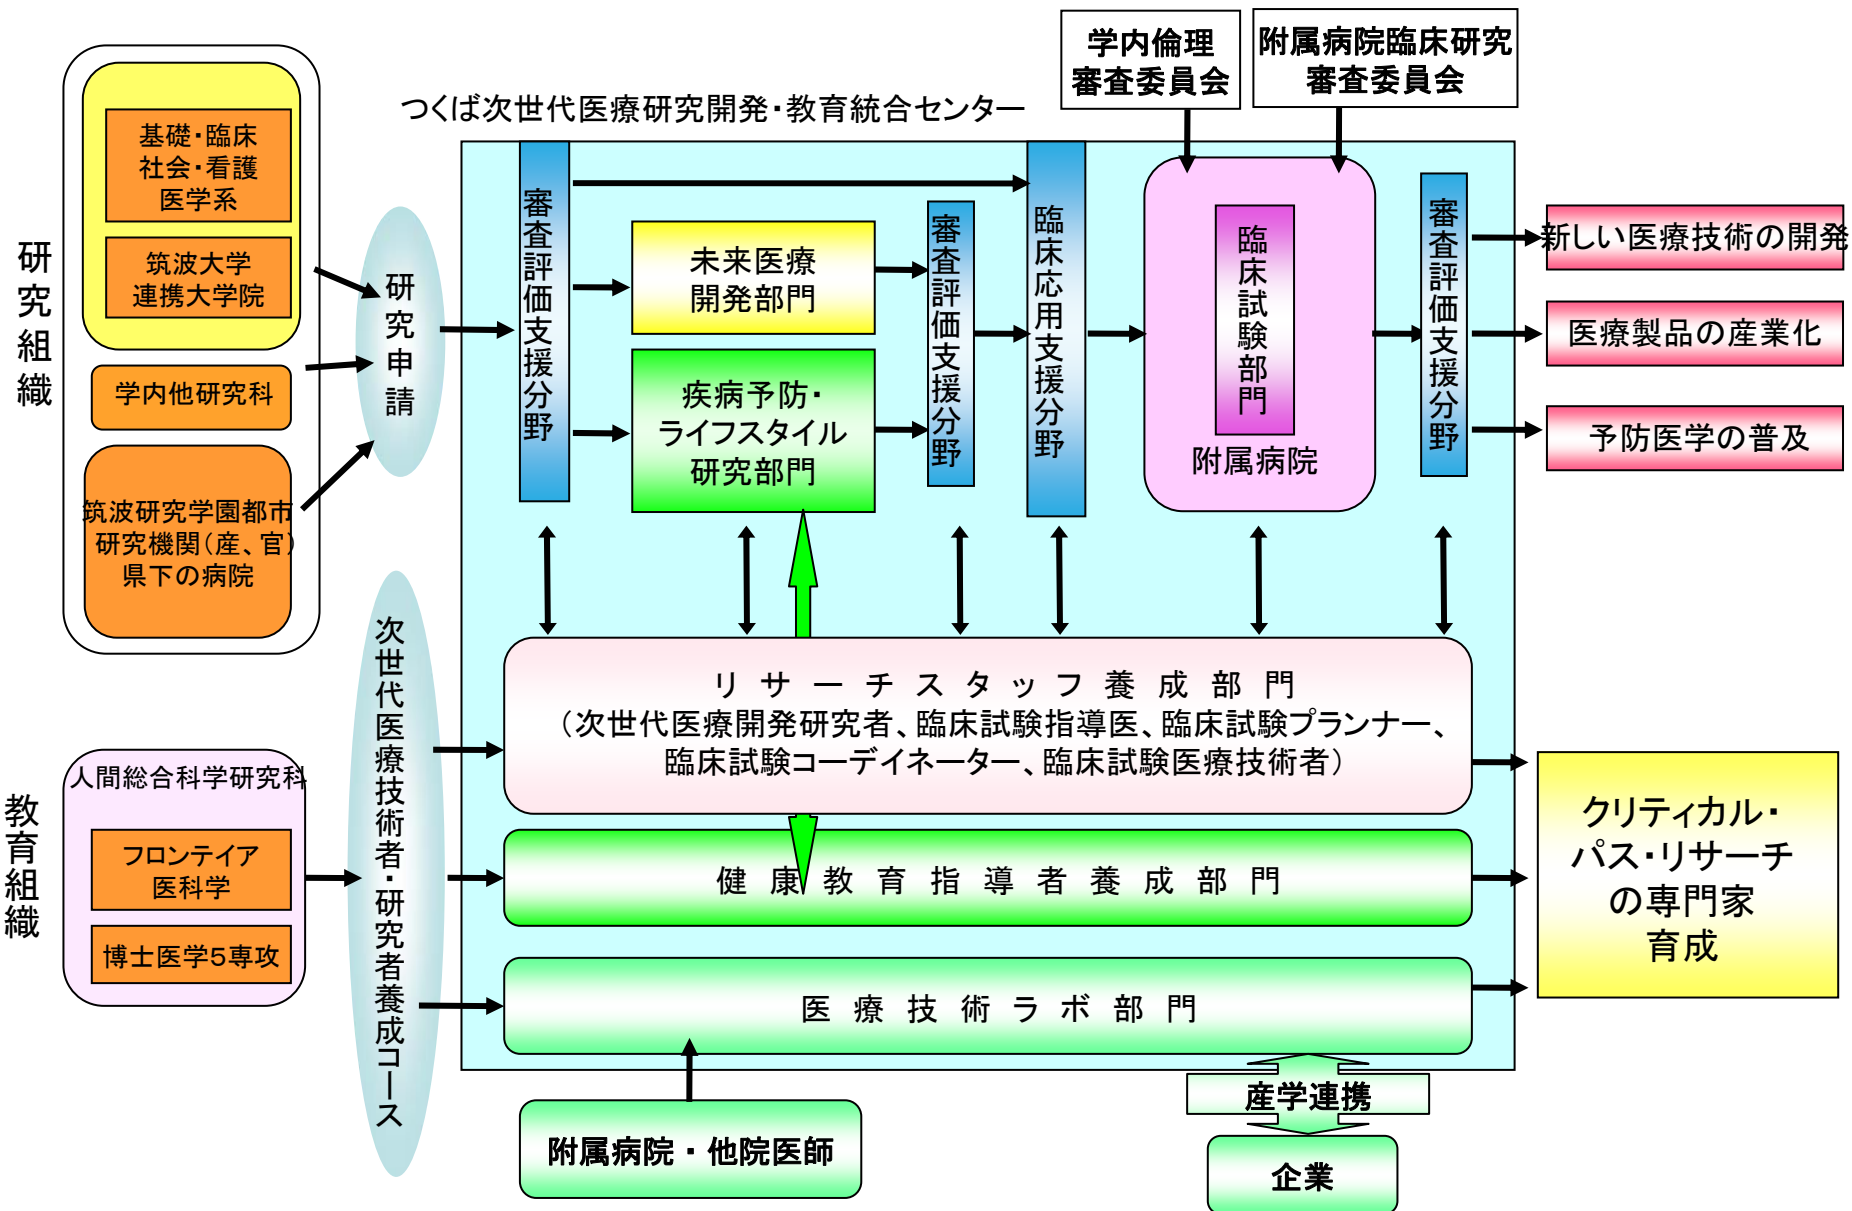 学内倫理
審査委員会
附属病院臨床研究
審査委員会
つくば次世代医療研究開発・教育統合センター
研究組織
基礎・臨床
社会・看護
医学系
筑波大学
連携大学院
学内他研究科
筑波研究学園都市
研究機関（産、官）
県下の病院
研究申請
審査評価支援分野
未来医療
開発部門
疾病予防・
ライフスタイル
研究部門
審査評価支援分野
臨床応用支援分野
臨床試験部門
附属病院
審査評価支援分野
新しい医療技術の開発
医療製品の産業化
予防医学の普及
教育組織
人間総合科学研究科
フロンテイア
医科学
博士医学5専攻
次世代医療技術者・研究者養成コース
リサーチスタッフ養成部門
（次世代医療開発研究者、臨床試験指導医、臨床試験プランナー、
臨床試験コーデイネーター、臨床試験医療技術者）
健康教育指導者養成部門
医療技術ラボ部門
クリティカル・
パス・リサーチ
の専門家
育成
附属病院・他院医師
産学連携
企業